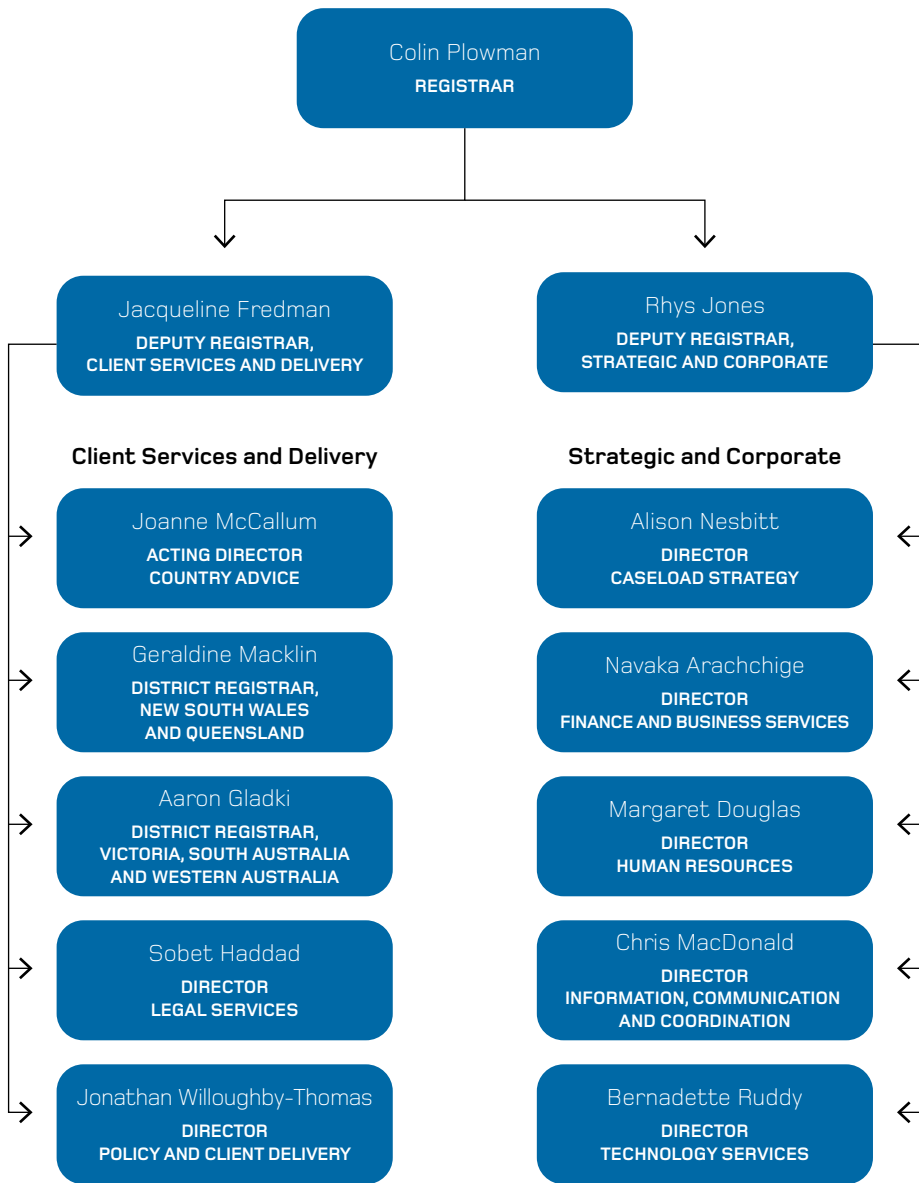 Colin Plowman
REGISTRAR
Jacqueline Fredman
DEPUTY REGISTRAR,
CLIENT SERVICES AND DELIVERY
Rhys Jones
DEPUTY REGISTRAR,
STRATEGIC AND CORPORATE
Client Services and Delivery
Joanne McCallum
ACTING DIRECTOR
COUNTRY ADVICE
Geraldine Macklin
DISTRICT REGISTRAR,
NEW SOUTH WALES
AND QUEENSLAND
Aaron Gladki
DISTRICT REGISTRAR,
VICTORIA, SOUTH AUSTRALIA
AND WESTERN AUSTRALIA
Sobet Haddad
DIRECTOR
LEGAL SERVICES
Jonathan Willoughby-Thomas
DIRECTOR
POLICY AND CLIENT DELIVERY
Strategic and Corporate
Alison Nesbitt
DIRECTOR
CASELOAD STRATEGY
Navaka Arachchige
DIRECTOR
FINANCE AND BUSINESS SERVICES
Margaret Douglas
DIRECTOR
HUMAN RESOURCES
Chris MacDonald
DIRECTOR
INFORMATION, COMMUNICATION
AND COORDINATION
Bernadette Ruddy
DIRECTOR
TECHNOLOGY SERVICES